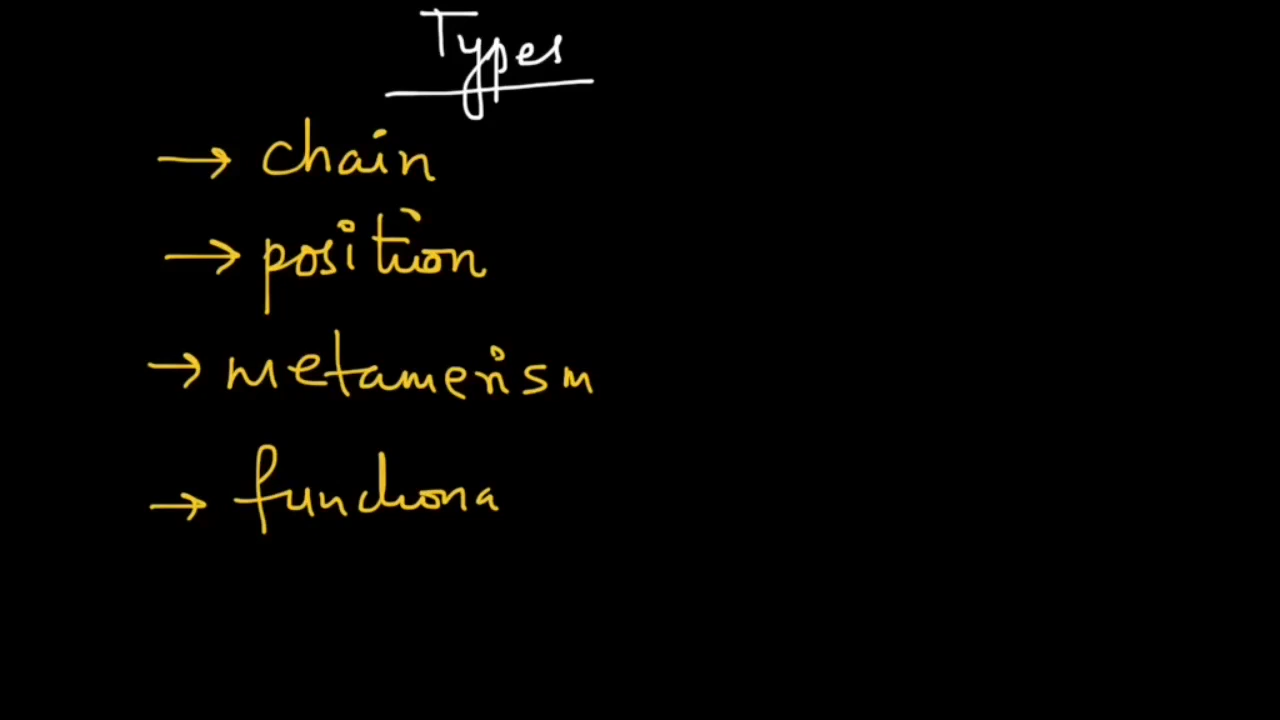 Types
→ chain
→ position
→ metamerism
→ functiona